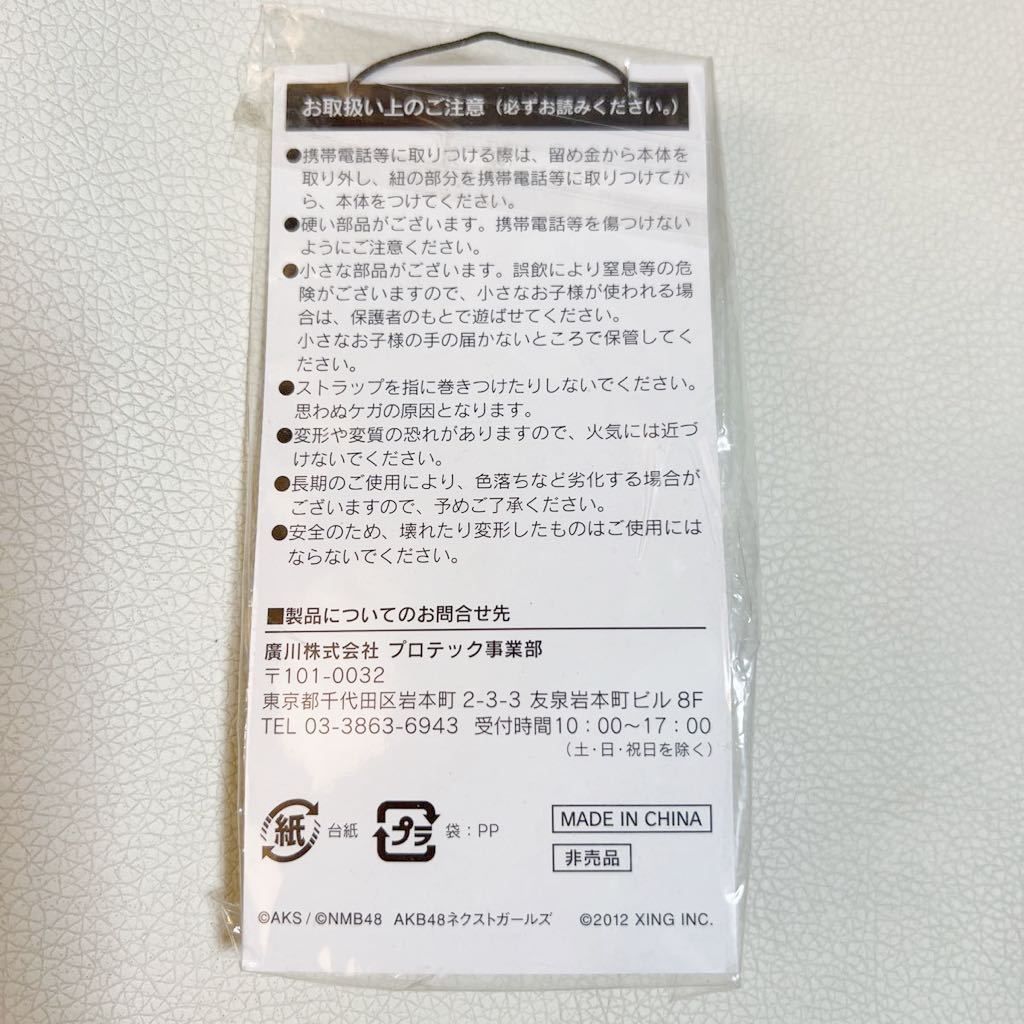 お取扱い上のご注意（必ずお読みください。）
●携帯電話等に取りつける際は、留め金から本体を
取り外し、紐の部分を携帯電話等に取りつけてか
ら、本体をつけてください。
●硬い部品がございます。携帯電話等を傷つけない
ようにご注意ください。
●小さな部品がございます。誤飲により窒息等の危
険がございますので、小さなお子様が使われる場
合は、保護者のもとで遊ばせてください。
小さなお子様の手の届かないところで保管してく
ださい。
●ストラップを指に巻きつけたりしないでください。
思わぬケガの原因となります。
●変形や変質の恐れがありますので、火気には近づ
けないでください。
●長期のご使用により、色落ちなど劣化する場合が
ございますので、予めご了承ください。
●安全のため、壊れたり変形したものはご使用には
ならないでください。
■製品についてのお問合せ先
廣川株式会社 プロテック事業部
〒101-0032
東京都千代田区岩本町 2-3-3 友泉岩本町ビル 8F
TEL 03-3863-6943 受付時間10：00〜17：00
（土・日・祝日を除く）
紙 台紙 プラ 袋：PP
MADE IN CHINA
非売品
©AKS / ©NMB48 AKB48ネクストガールズ ©2012 XING INC.